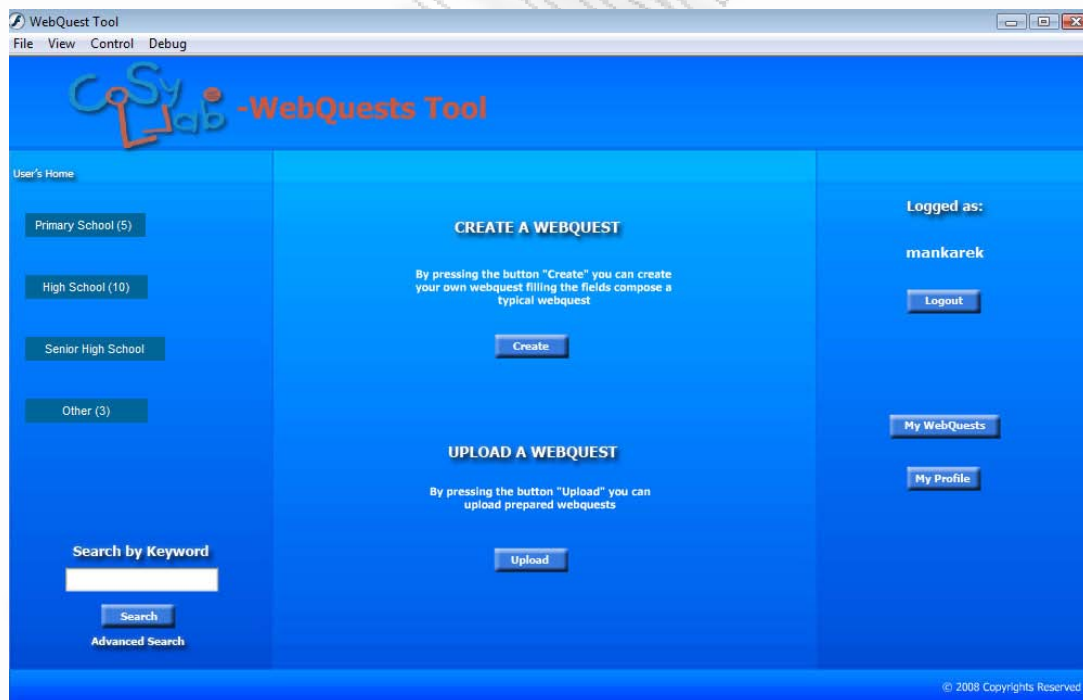 WebQuest Tool
File View Control Debug
CoSy Lab -WebQuests Tool
User's Home
Primary School (5)
High School (10)
Senior High School
Other (3)
Search by Keyword
Search
Advanced Search
CREATE A WEBQUEST
By pressing the button "Create" you can create
your own webquest filling the fields compose a
typical webquest
Create
UPLOAD A WEBQUEST
By pressing the button "Upload" you can
upload prepared webquests
Upload
Logged as:
mankarek
Logout
My WebQuests
My Profile
© 2008 Copyrights Reserved